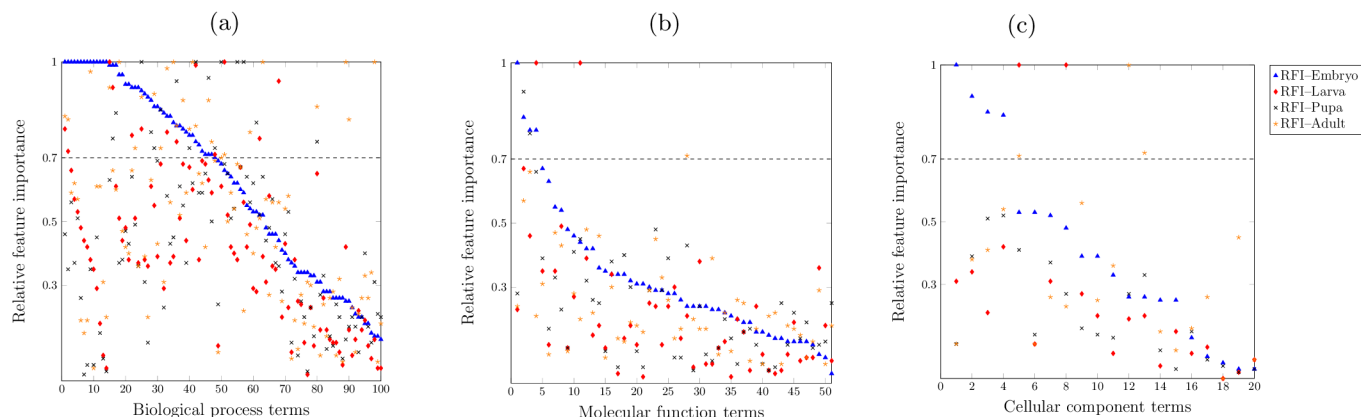 (a)
Relative feature importance
1
0.7
0.5
0.3
0 10 20 30 40 50 60 70 80 90 100
Biological process terms
(b)
Relative feature importance
1
0.7
0.5
0.3
0 5 10 15 20 25 30 35 40 45 50
Molecular function terms
(c)
Relative feature importance
1
0.7
0.5
0.3
0 2 4 6 8 10 12 14 16 18 20
Cellular component terms
RFI–Embryo
RFI–Larva
RFI–Pupa
RFI–Adult